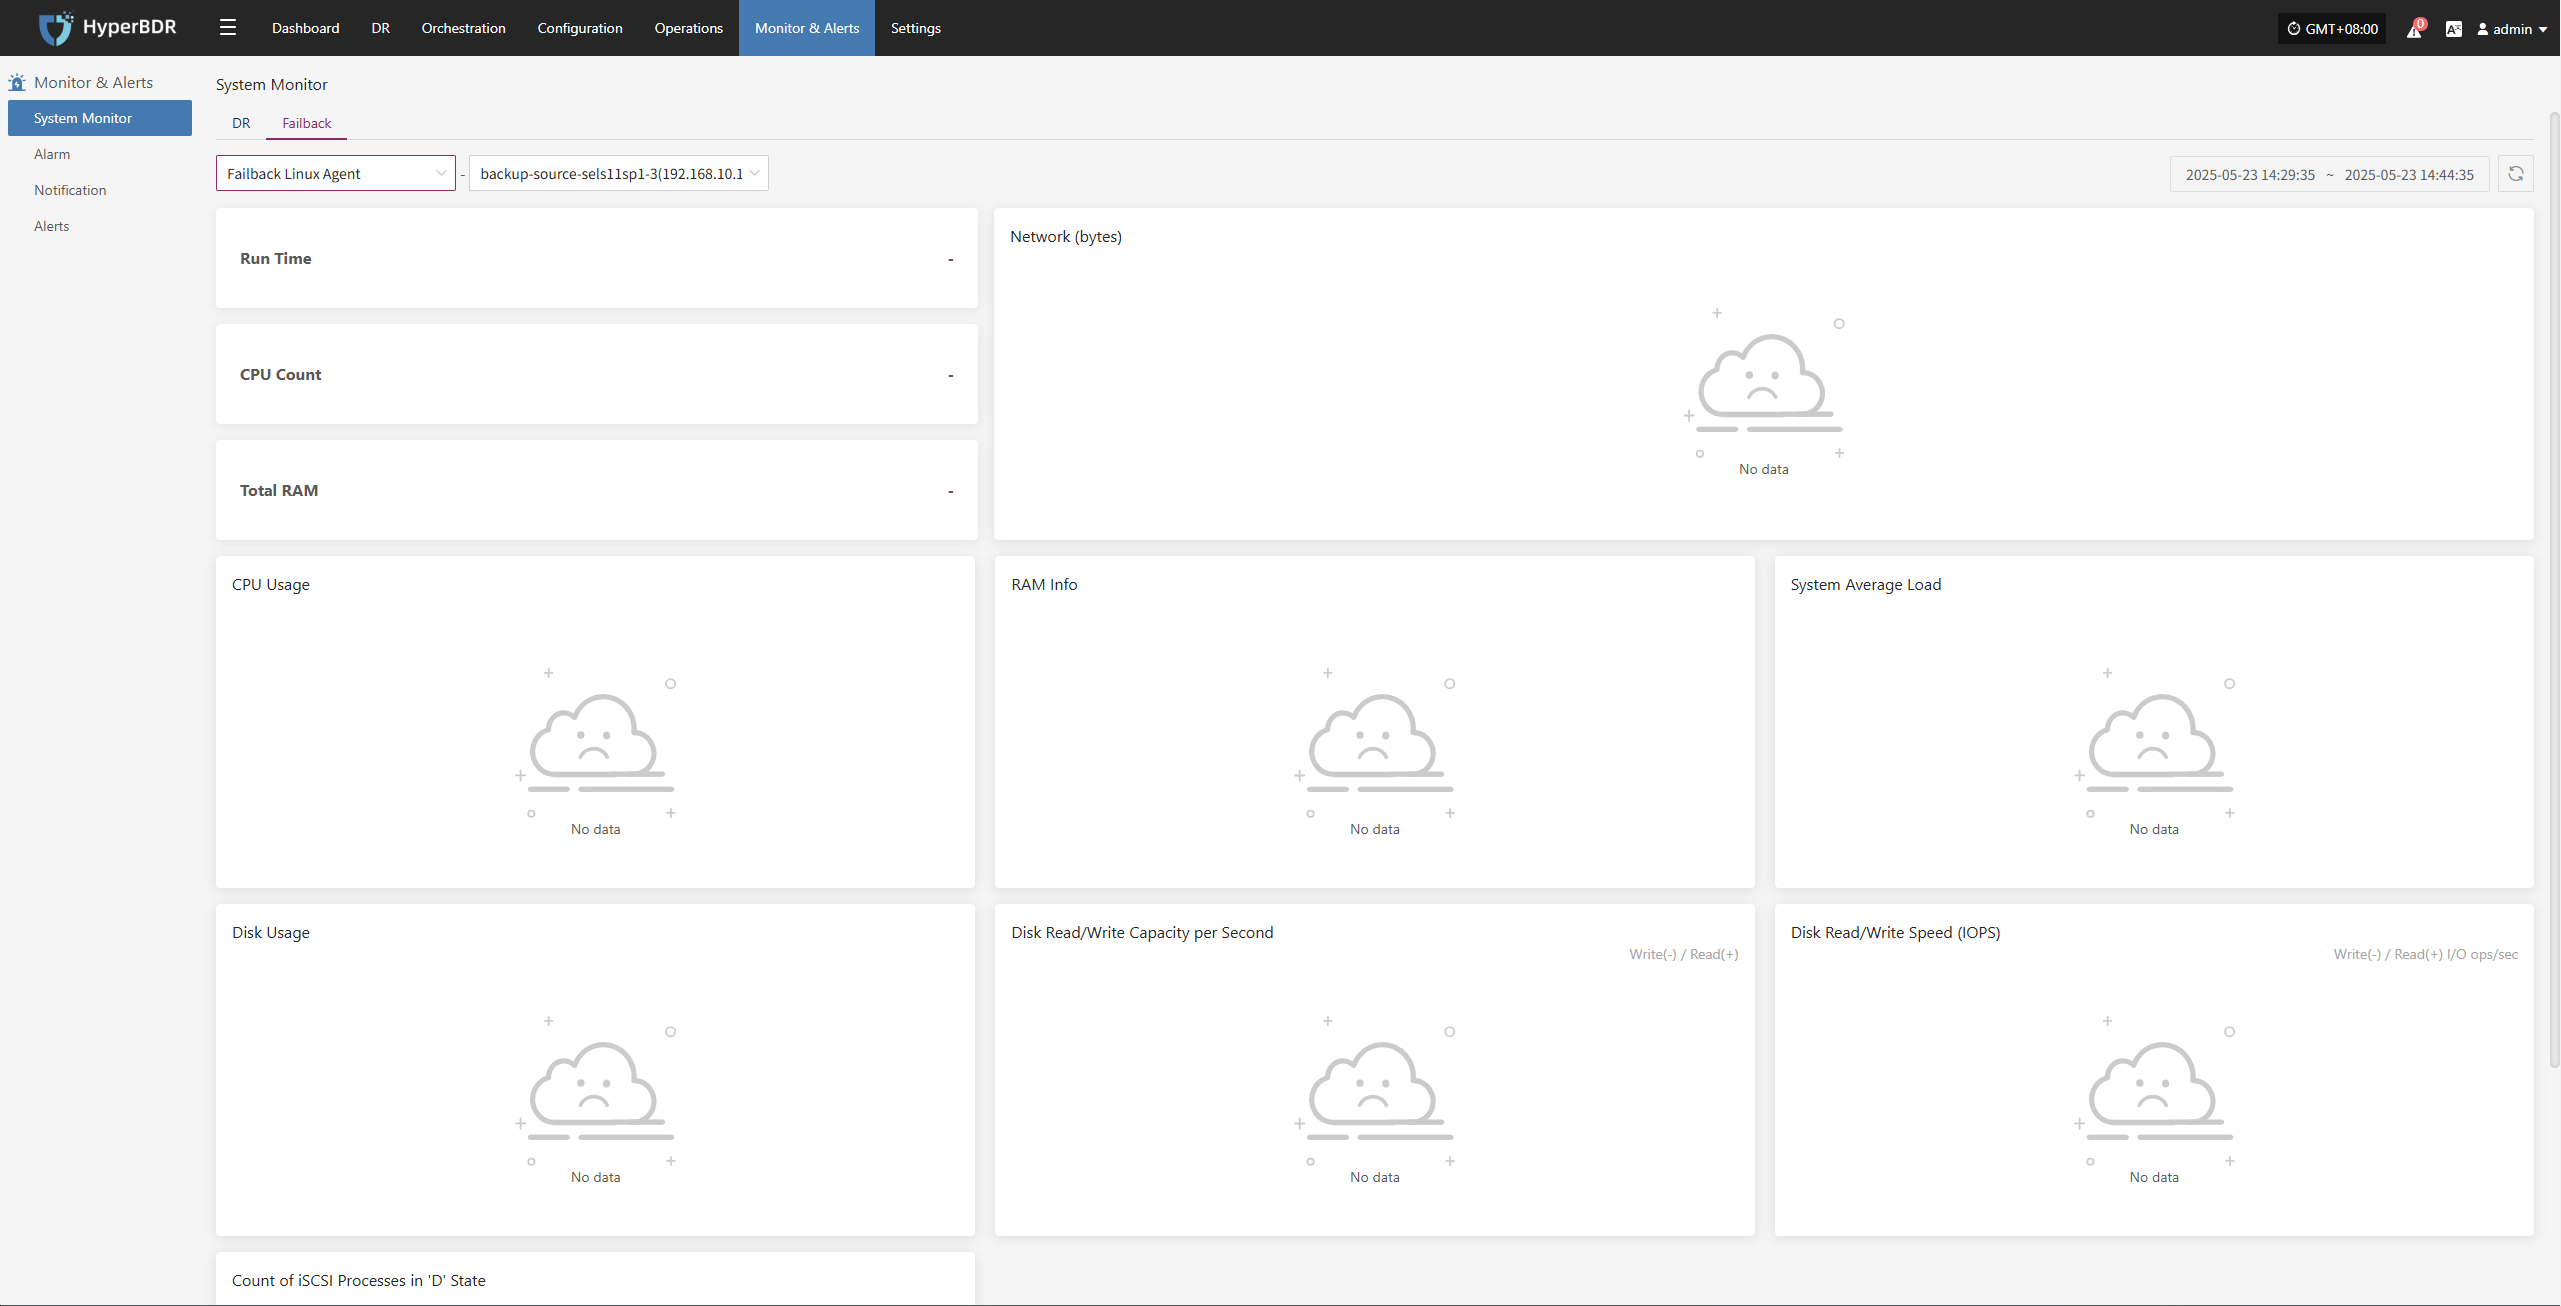 HyperBDR
Dashboard
DR
Orchestration
Configuration
Operations
Monitor & Alerts
Settings
GMT+08:00
0
admin
Monitor & Alerts
System Monitor
Alarm
Notification
Alerts
System Monitor
DR
Failback
Failback Linux Agent
-
backup-source-sels11sp1-3(192.168.10.1
2025-05-23 14:29:35 ~ 2025-05-23 14:44:35
Run Time
-
CPU Count
-
Total RAM
-
Network (bytes)
No data
CPU Usage
No data
RAM Info
No data
System Average Load
No data
Disk Usage
No data
Disk Read/Write Capacity per Second
Write(-) / Read(+)
No data
Disk Read/Write Speed (IOPS)
Write(-) / Read(+) I/O ops/sec
No data
Count of iSCSI Processes in 'D' State